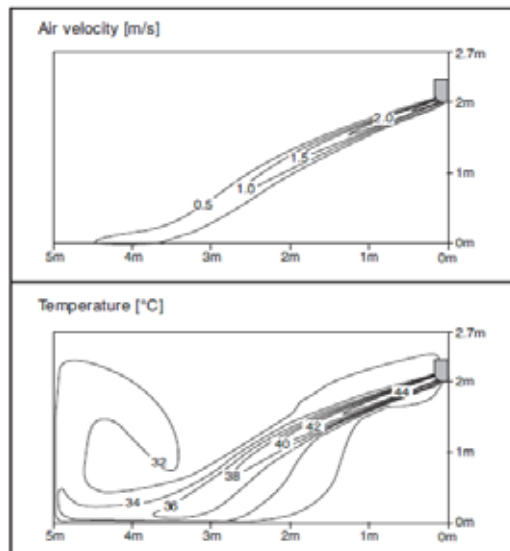 Air velocity [m/s]
2.7m
2m
2.0
1.5
1.0
0.5
1m
0m
5m 4m 3m 2m 1m 0m
Temperature [°C]
2.7m
2m
44
42
40
38
32
34
36
1m
0m
5m 4m 3m 2m 1m 0m